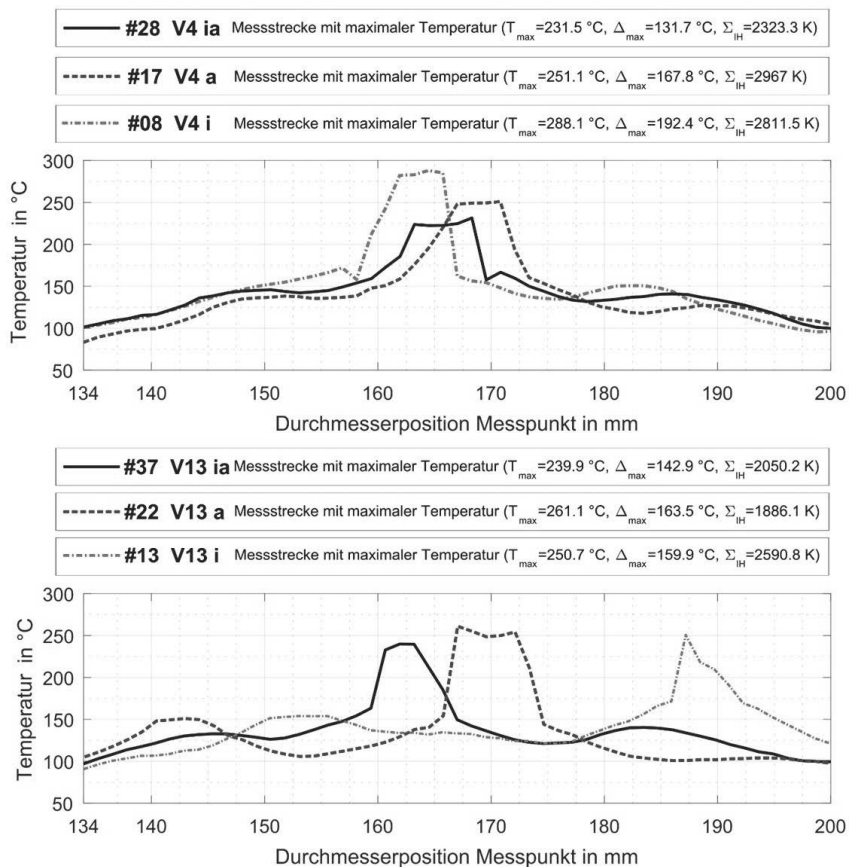 #28 V4 ia Messstrecke mit maximaler Temperatur (Tmax=231.5 °C, Δmax=131.7 °C, ΣIH=2323.3 K)
#17 V4 a Messstrecke mit maximaler Temperatur (Tmax=251.1 °C, Δmax=167.8 °C, ΣIH=2967 K)
#08 V4 i Messstrecke mit maximaler Temperatur (Tmax=288.1 °C, Δmax=192.4 °C, ΣIH=2811.5 K)
Temperatur in °C
300
250
200
150
100
50
134 140 150 160 170 180 190 200
Durchmesserposition Messpunkt in mm
#37 V13 ia Messstrecke mit maximaler Temperatur (Tmax=239.9 °C, Δmax=142.9 °C, ΣIH=2050.2 K)
#22 V13 a Messstrecke mit maximaler Temperatur (Tmax=261.1 °C, Δmax=163.5 °C, ΣIH=1886.1 K)
#13 V13 i Messstrecke mit maximaler Temperatur (Tmax=250.7 °C, Δmax=159.9 °C, ΣIH=2590.8 K)
Temperatur in °C
300
250
200
150
100
50
134 140 150 160 170 180 190 200
Durchmesserposition Messpunkt in mm